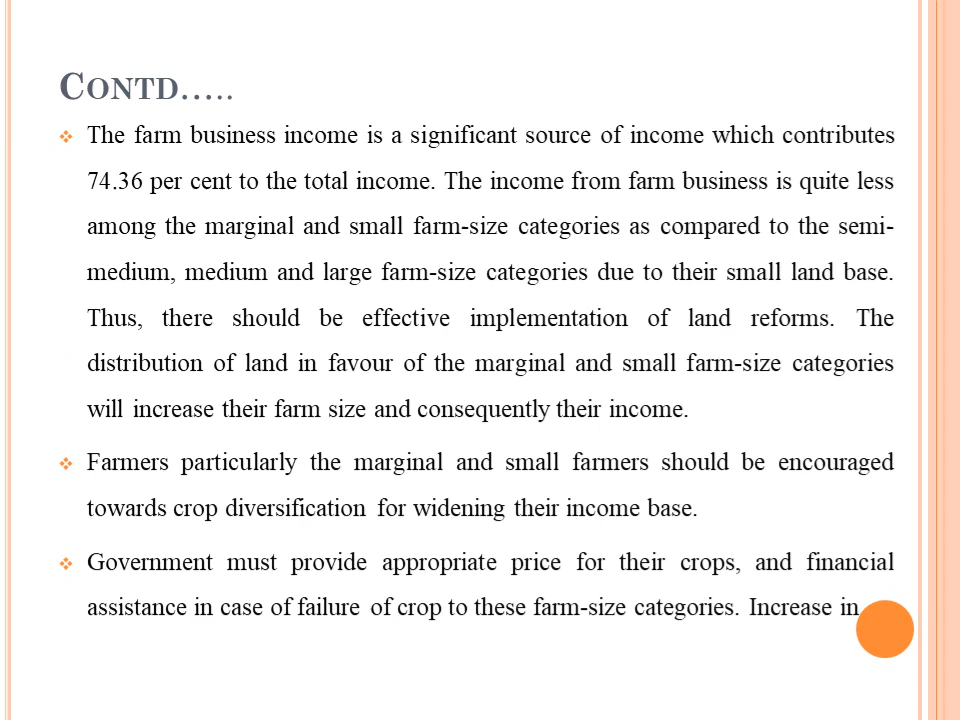 CONTD…..
The farm business income is a significant source of income which contributes
74.36 per cent to the total income. The income from farm business is quite less
among the marginal and small farm-size categories as compared to the semi-
medium, medium and large farm-size categories due to their small land base.
Thus, there should be effective implementation of land reforms. The
distribution of land in favour of the marginal and small farm-size categories
will increase their farm size and consequently their income.
Farmers particularly the marginal and small farmers should be encouraged
towards crop diversification for widening their income base.
Government must provide appropriate price for their crops, and financial
assistance in case of failure of crop to these farm-size categories. Increase in